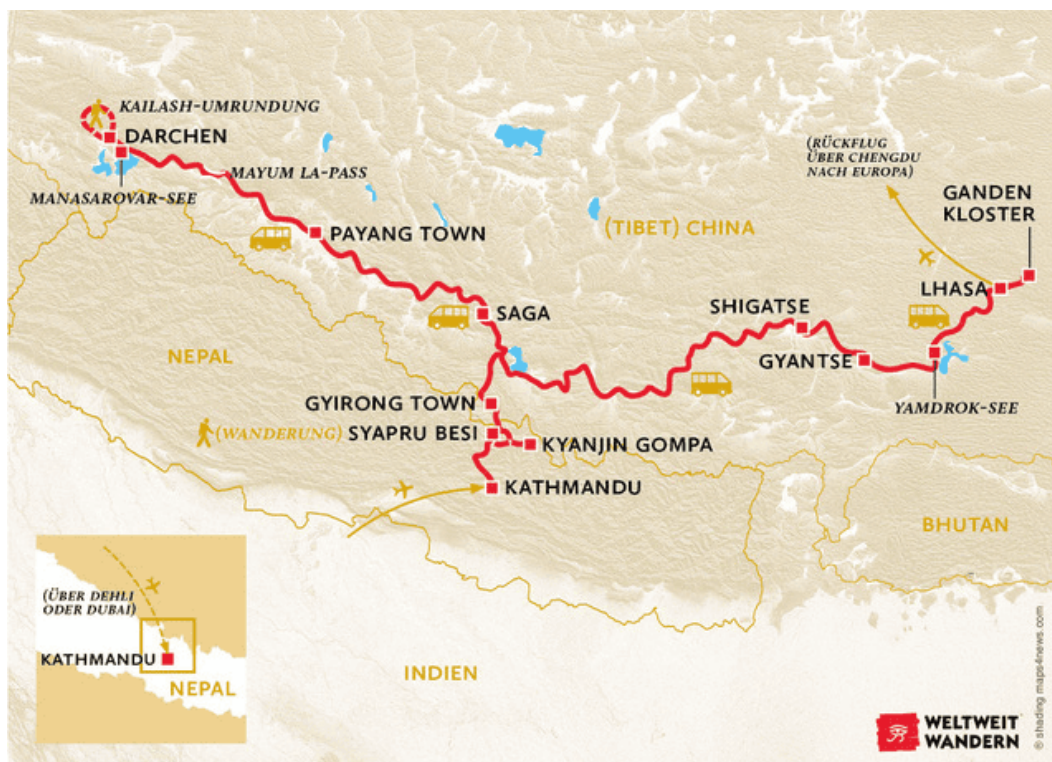 KAILASH-UMRUNDUNG
DARCHEN
MANASAROVAR-SEE
MAYUM LA-PASS
PAYANG TOWN
(RÜCKFLUG
ÜBER CHENGDU
NACH EUROPA)
GANDEN
KLOSTER
(TIBET) CHINA
LHASA
SAGA
SHIGATSE
NEPAL
GYANTSE
GYIRONG TOWN
YAMDROK-SEE
(WANDERUNG) SYAPRU BESI
KYANJIN GOMPA
KATHMANDU
BHUTAN
(ÜBER DEHLI
ODER DUBAI)
KATHMANDU
NEPAL
INDIEN
WELTWEIT
WANDERN
© shading maps4news.com